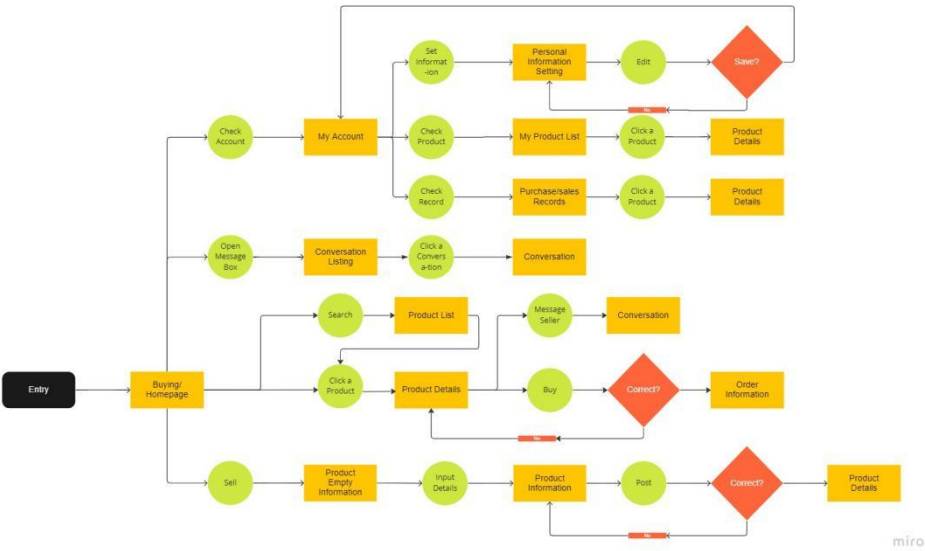 Set
Informat
-ion
Personal
Information
Setting
Edit
Save?
No
Check
Account
My Account
Check
Product
My Product List
Click a
Product
Product
Details
Check
Record
Purchase/sales
Records
Click a
Product
Product
Details
Open
Message
Box
Conversation
Listing
Click a
Convers
a-tion
Conversation
Search
Product List
Message
Seller
Conversation
Entry
Buying/
Homepage
Click a
Product
Product Details
Buy
Correct?
Order
Information
No
Sell
Product
Empty
Information
Input
Details
Product
Information
Post
Correct?
Product
Details
No
miro